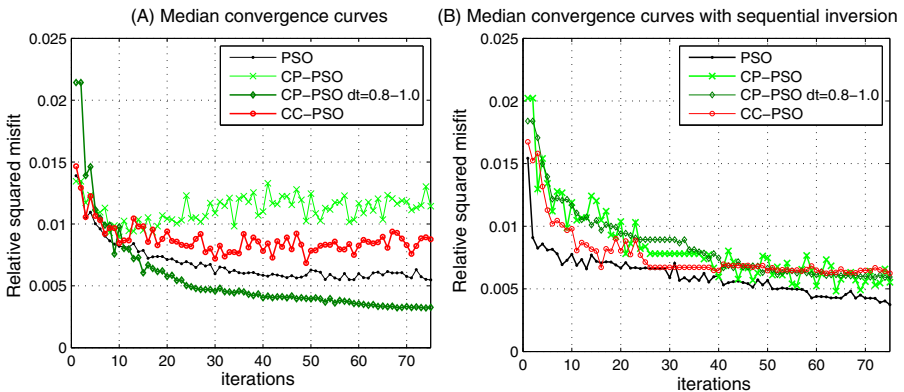 (A) Median convergence curves
Relative squared misfit
0.025
0.02
0.015
0.01
0.005
0
0 10 20 30 40 50 60 70
iterations
PSO
CP−PSO
CP−PSO dt=0.8−1.0
CC−PSO
(B) Median convergence curves with sequential inversion
Relative squared misfit
0.025
0.02
0.015
0.01
0.005
0
0 10 20 30 40 50 60 70
iterations
PSO
CP−PSO
CP−PSO dt=0.8−1.0
CC−PSO